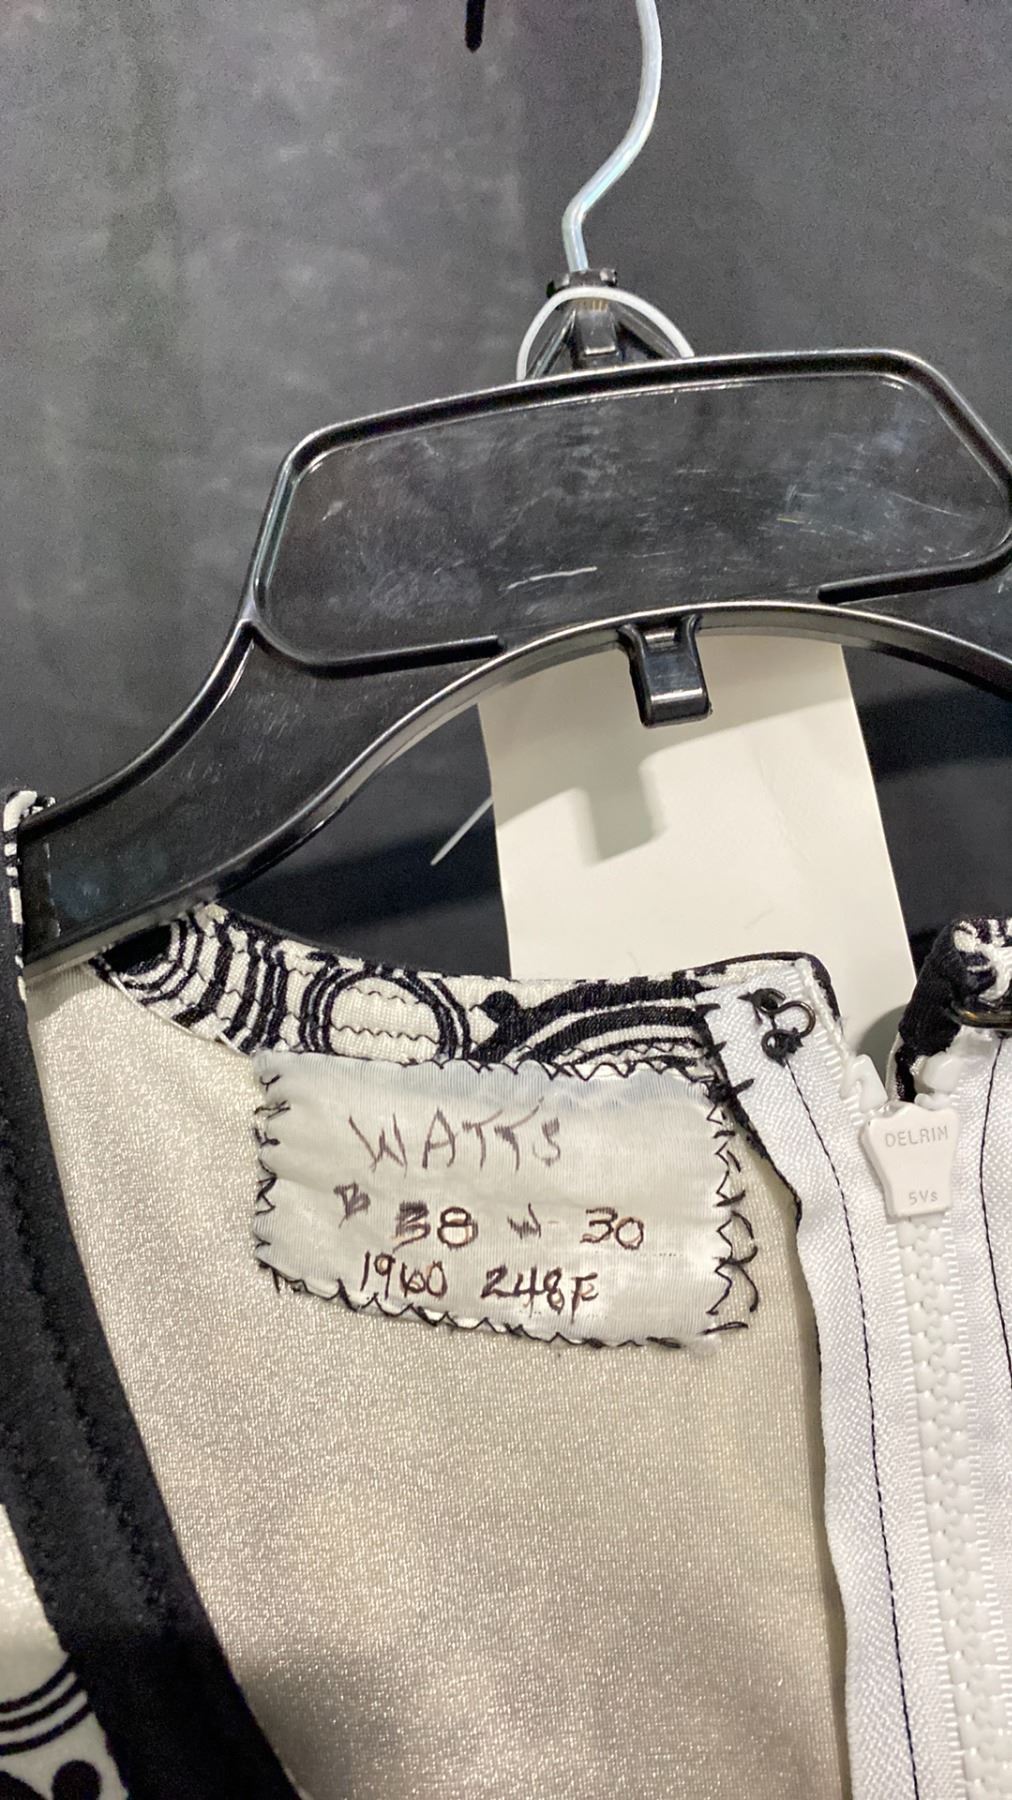 WATTS
B 38 W- 30
1960 248F
DELRIN
5Vs